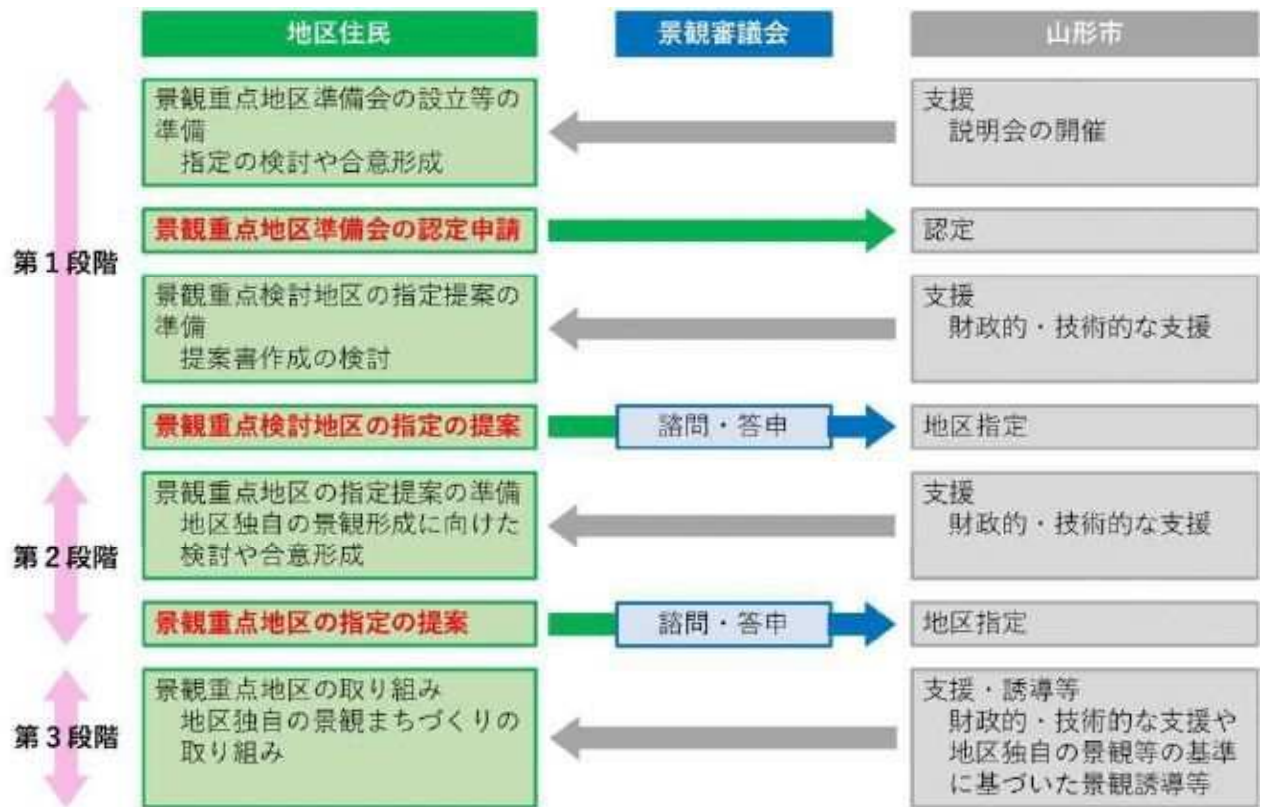 地区住民
景観審議会
山形市
第1段階
景観重点地区準備会の設立等の
準備
指定の検討や合意形成
支援
説明会の開催
景観重点地区準備会の認定申請
認定
景観重点検討地区の指定提案の
準備
提案書作成の検討
支援
財政的・技術的な支援
景観重点検討地区の指定の提案
諮問・答申
地区指定
第2段階
景観重点地区の指定提案の準備
地区独自の景観形成に向けた
検討や合意形成
支援
財政的・技術的な支援
景観重点地区の指定の提案
諮問・答申
地区指定
第3段階
景観重点地区の取り組み
地区独自の景観まちづくりの
取り組み
支援・誘導等
財政的・技術的な支援や
地区独自の景観等の基準
に基づいた景観誘導等